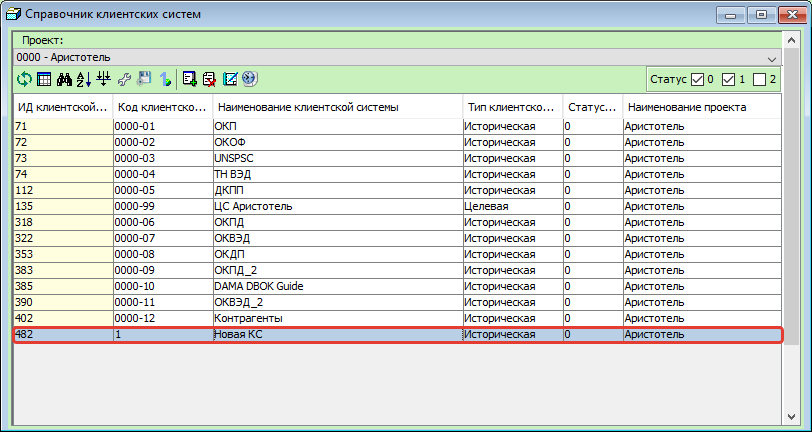 Справочник клиентских систем
Проект:
0000 - Аристотель
Статус 0 1 2
ИД клиентской... Код клиентско... Наименование клиентской системы Тип клиентско... Статус... Наименование проекта
71 0000-01 ОКП Историческая 0 Аристотель
72 0000-02 ОКОФ Историческая 0 Аристотель
73 0000-03 UNSPSC Историческая 0 Аристотель
74 0000-04 ТН ВЭД Историческая 0 Аристотель
112 0000-05 ДКПП Историческая 0 Аристотель
135 0000-99 ЦС Аристотель Целевая 0 Аристотель
318 0000-06 ОКПД Историческая 0 Аристотель
322 0000-07 ОКВЭД Историческая 0 Аристотель
353 0000-08 ОКДП Историческая 0 Аристотель
383 0000-09 ОКПД_2 Историческая 0 Аристотель
385 0000-10 DAMA DBOK Guide Историческая 0 Аристотель
390 0000-11 ОКВЭД_2 Историческая 0 Аристотель
402 0000-12 Контрагенты Историческая 0 Аристотель
482 1 Новая КС Историческая 0 Аристотель